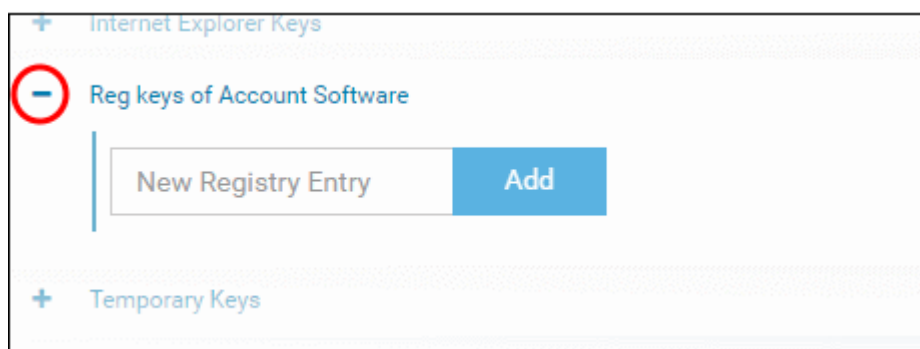 Internet Explorer Keys
Reg keys of Account Software
New Registry Entry Add
Temporary Keys